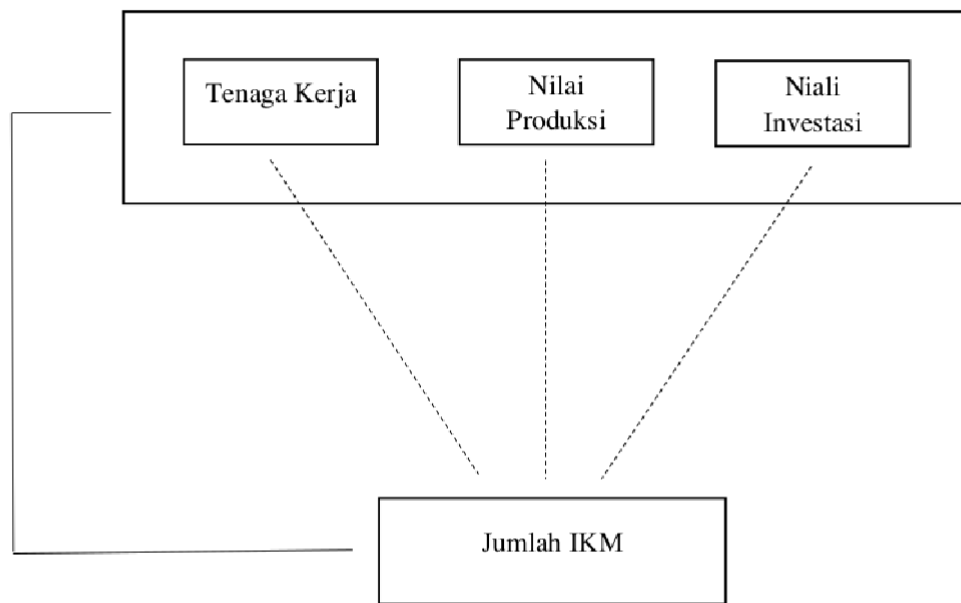 Tenaga Kerja
Nilai
Produksi
Niali
Investasi
Jumlah IKM